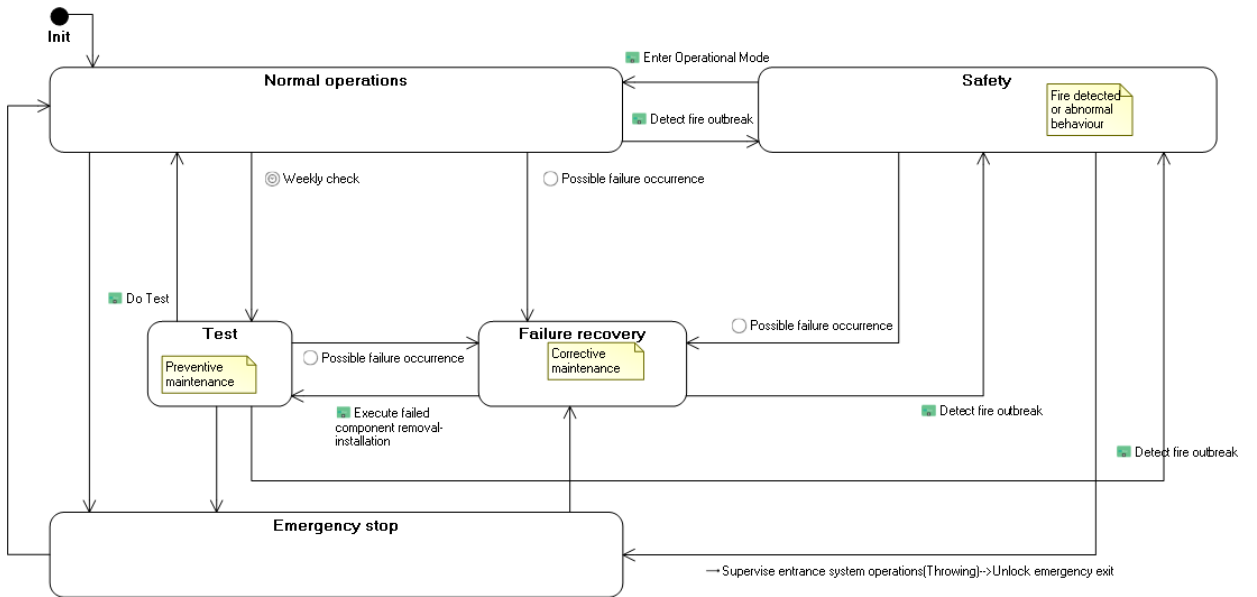 Init
Normal operations
Enter Operational Mode
Safety
Fire detected
or abnormal
behaviour
Detect fire outbreak
Weekly check
Possible failure occurrence
Do Test
Test
Preventive
maintenance
Possible failure occurrence
Failure recovery
Corrective
maintenance
Possible failure occurrence
Execute failed
component removal-
installation
Detect fire outbreak
Detect fire outbreak
Emergency stop
Supervise entrance system operations(Throwing)-->Unlock emergency exit